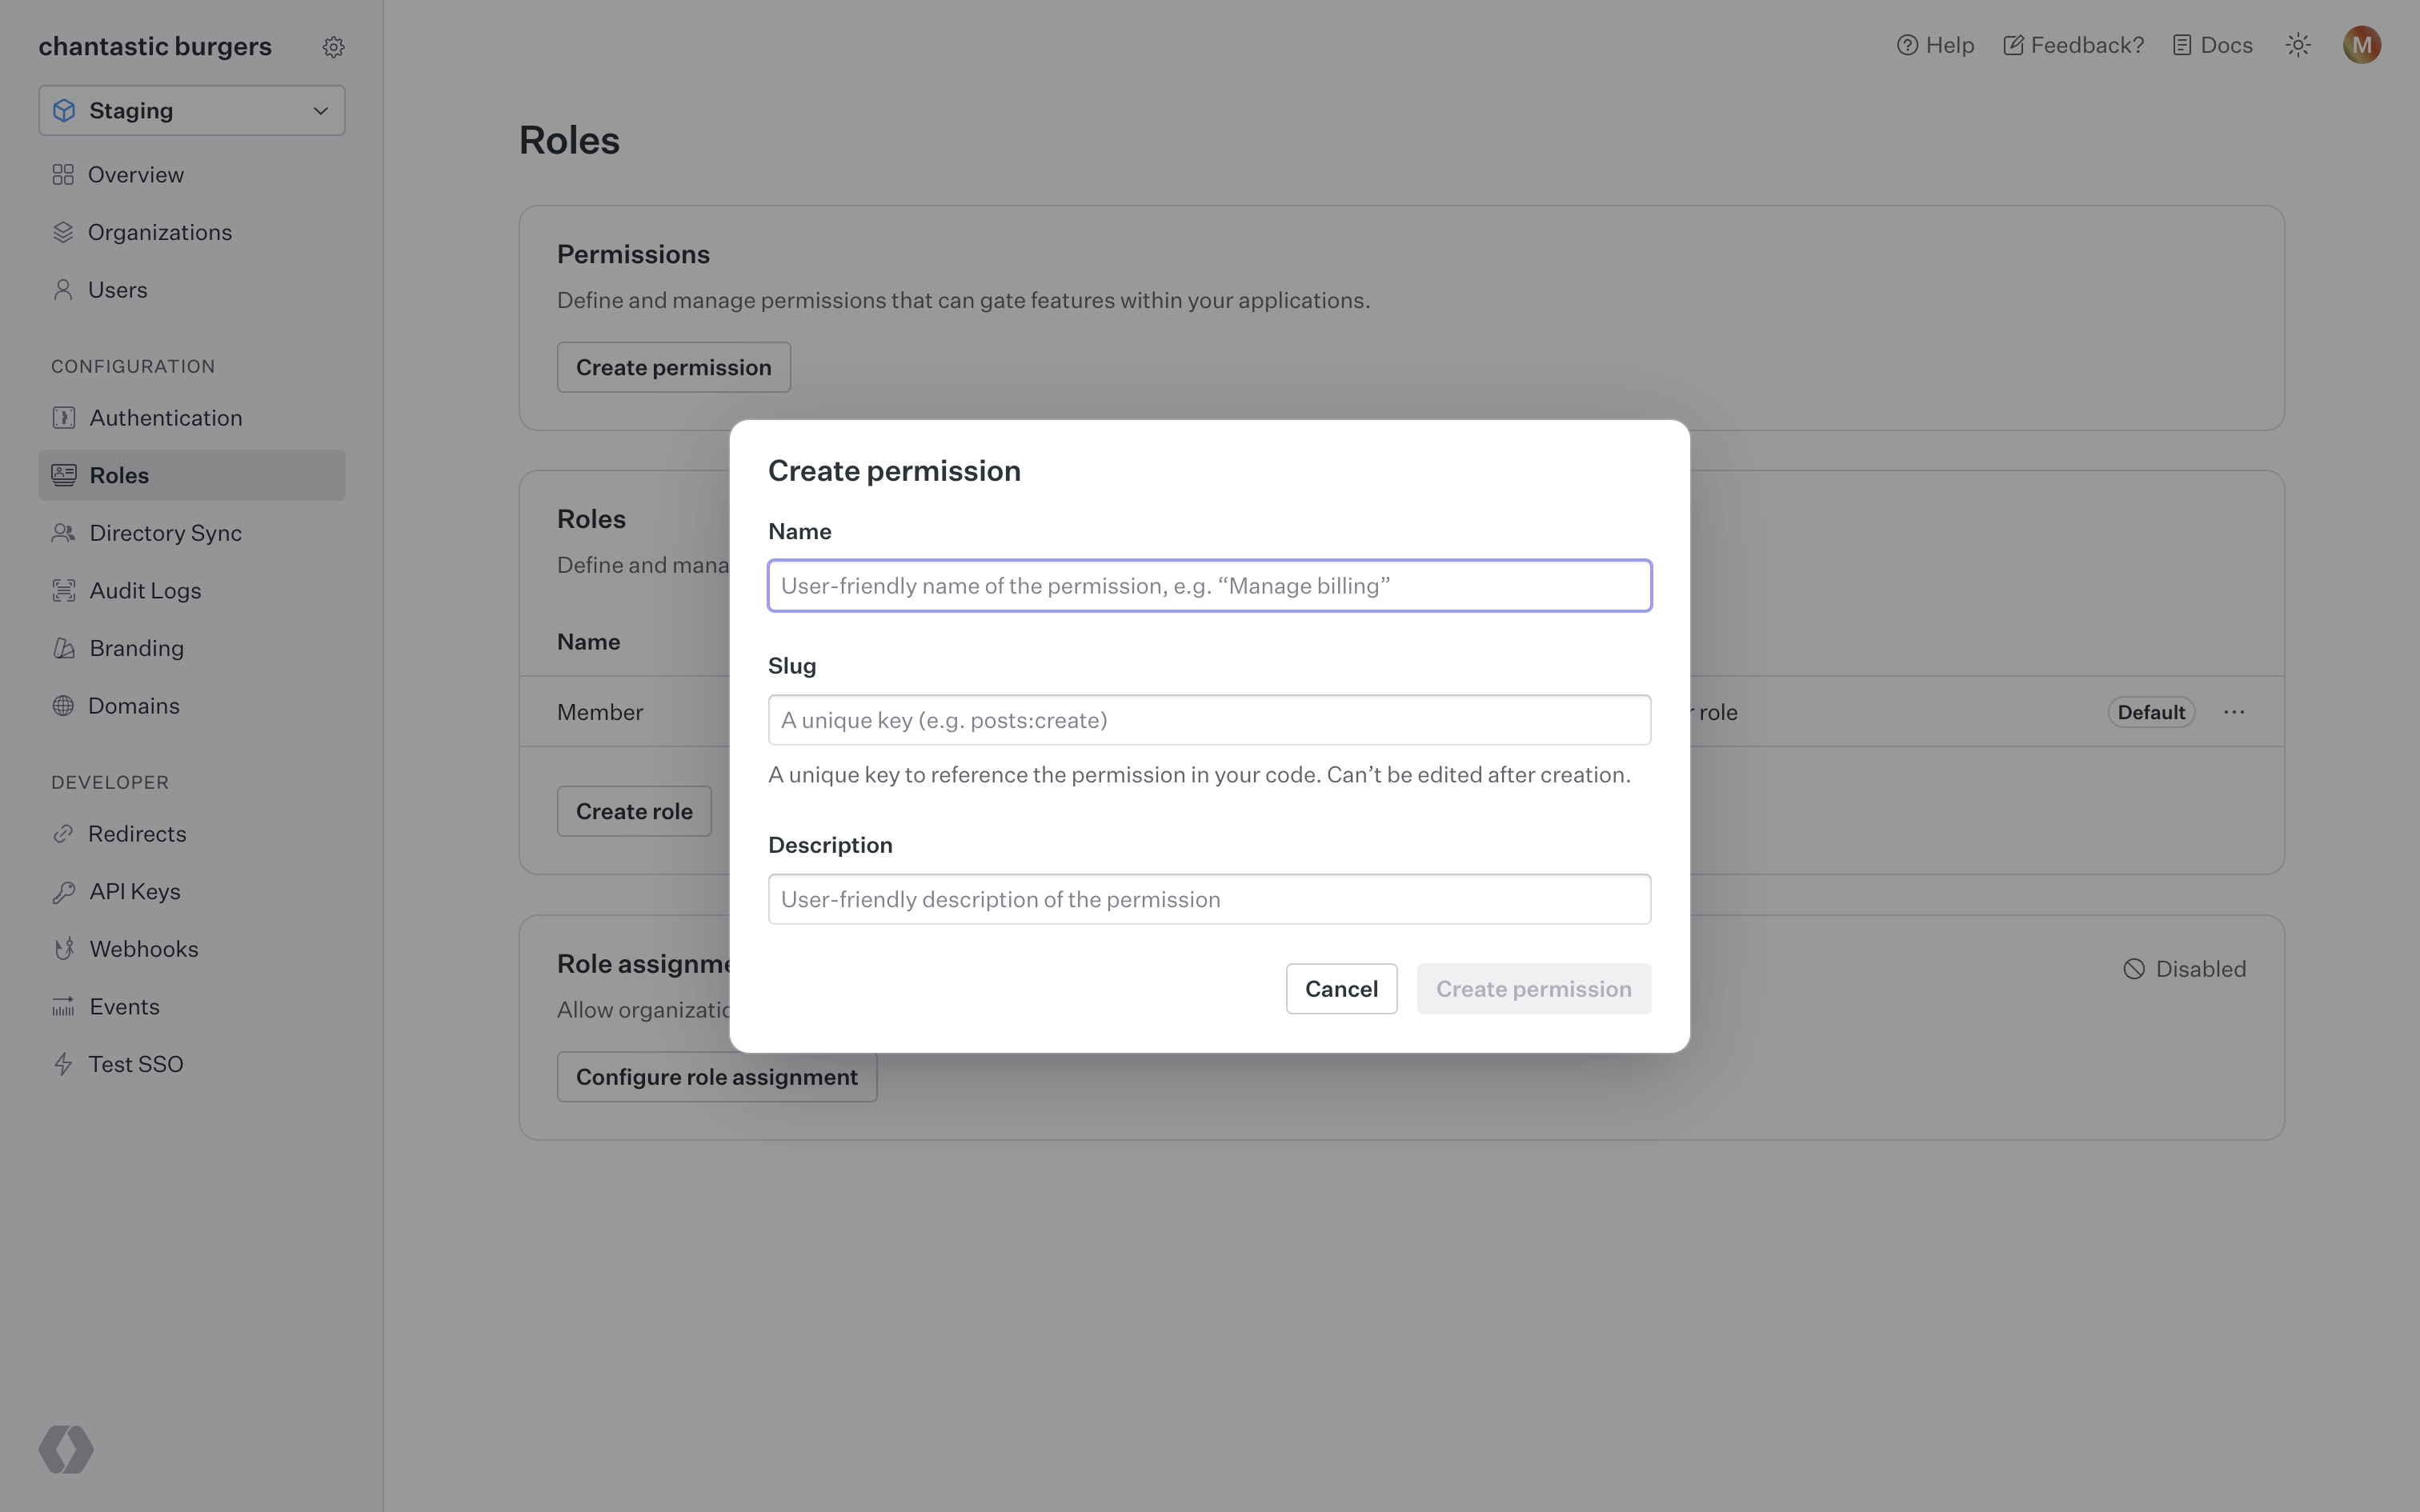 chantastic burgers
Staging
Overview
Organizations
Users
CONFIGURATION
Authentication
Roles
Directory Sync
Audit Logs
Branding
Domains
DEVELOPER
Redirects
API Keys
Webhooks
Events
Test SSO
Help
Feedback?
Docs
M
Roles
Permissions
Define and manage permissions that can gate features within your applications.
Create permission
Roles
Define and mana
Name
Member
role
Default
Create role
Role assignme
Allow organizatio
Disabled
Configure role assignment
Create permission
Name
User-friendly name of the permission, e.g. “Manage billing”
Slug
A unique key (e.g. posts:create)
A unique key to reference the permission in your code. Can’t be edited after creation.
Description
User-friendly description of the permission
Cancel
Create permission